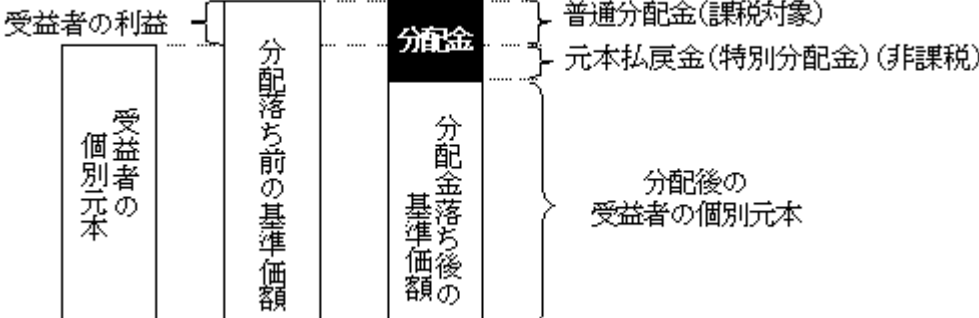 受益者の利益
受益者の
個別元本
分配落ち前の基準価額
分配金
分配金落ち後の
基準価額
普通分配金(課税対象)
元本払戻金(特別分配金)(非課税)
分配後の
受益者の個別元本